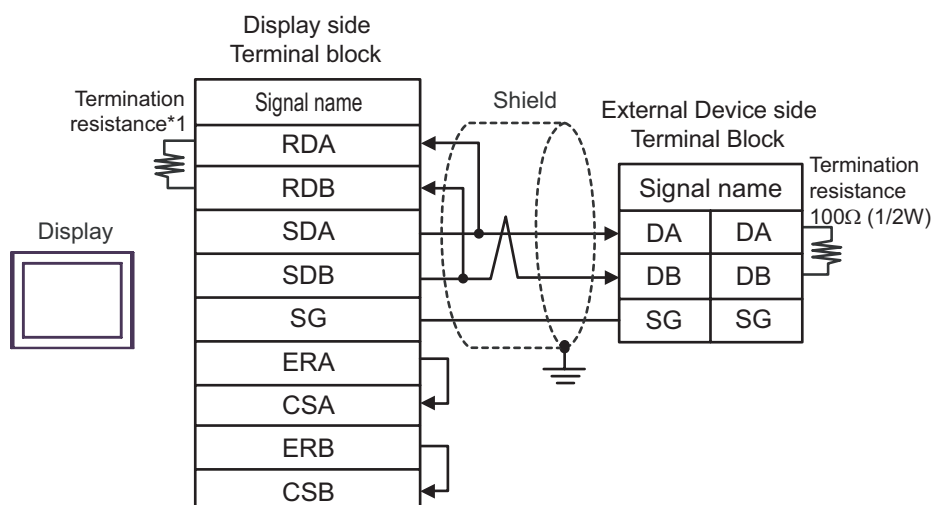 Display side
Terminal block
Termination
resistance*1
Signal name
RDA
RDB
SDA
SDB
SG
ERA
CSA
ERB
CSB
Display
Shield
External Device side
Terminal Block
Signal name
DA DA
DB DB
SG SG
Termination
resistance
100Ω (1/2W)